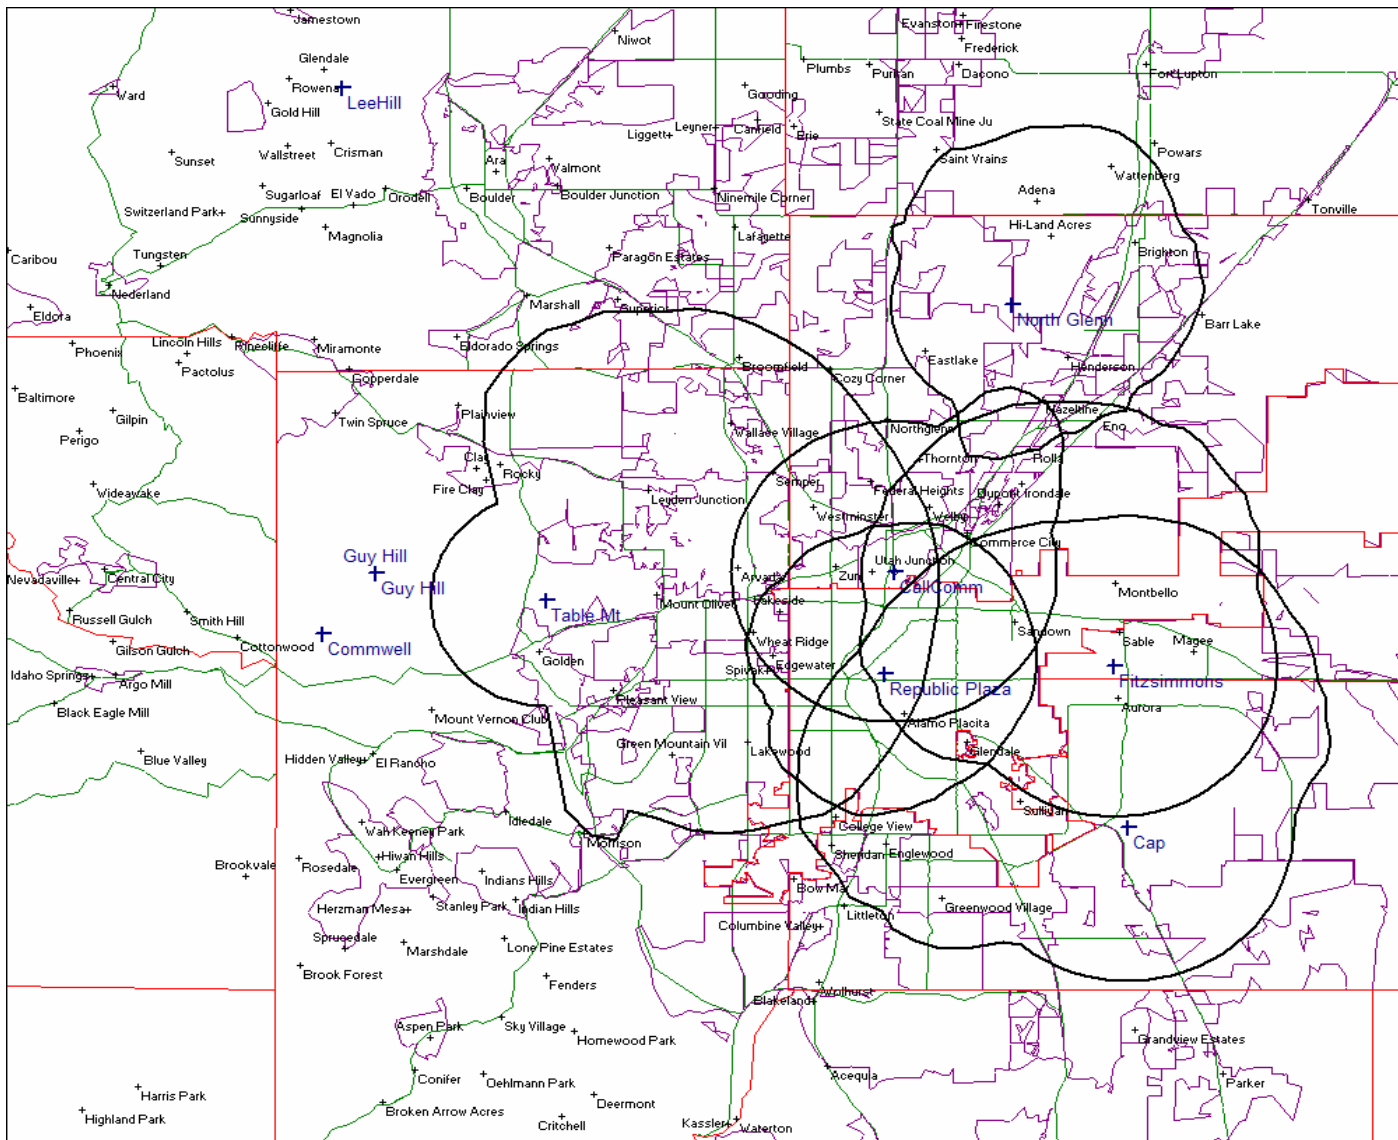 Jamestown
Niwot
Evanston
Firestone
Frederick
Glendale
Rowena
LeeHill
Ward
Gold Hill
Plumbs
Puritan
Dacono
Fort Lupton
Gooding
State Coal Mine Ju
Leyner
Liggett
Canfield
Erie
Sunset
Wallstreet
Crisman
Ara
Valmont
Saint Vrains
Powars
Wattenberg
Sugarloaf
El Vado
Orodell
Boulder
Boulder Junction
Ninemile Corner
Adena
Tonville
Switzerland Park
Sunnyside
Magnolia
Lafayette
Hi-Land Acres
Brighton
Caribou
Tungsten
Paragon Estates
Nederland
Eldora
Marshall
Superior
North Glenn
Barr Lake
Phoenix
Lincoln Hills
Pinecliffe
Miramonte
Eldorado Springs
Pactolus
Copperdale
Broomfield
Cozy Corner
Eastlake
Henderson
Baltimore
Gilpin
Twin Spruce
Plainview
Hazeltine
Perigo
Wallace Village
Northglenn
Eno
Clay
Rocky
Thornton
Rolla
Wideawake
Fire Clay
Leyden Junction
Semper
Federal Heights
Dupont
Irondale
Westminster
Welby
Commerce City
Guy Hill
Guy Hill
Nevadaville
Central City
Arvada
Zuni
Utah Junction
CallComm
Montbello
Russell Gulch
Smith Hill
Table Mt
Mount Olivet
Lakeside
Gilson Gulch
Cottonwood
Commwell
Wheat Ridge
Sandown
Sable
Magee
Idaho Springs
Argo Mill
Golden
Spivak
Edgewater
Republic Plaza
Fitzsimmons
Black Eagle Mill
Mount Vernon Club
Pleasant View
Alamo Placita
Aurora
Blue Valley
Hidden Valley
El Rancho
Green Mountain Vil
Lakewood
Glendale
Sullivan
Idledale
Wah Keeney Park
Morrison
College View
Cap
Brookvale
Rosedale
Hiwan Hills
Evergreen
Indians Hills
Sheridan
Englewood
Bow Ma
Herzman Mesa
Stanley Park
Indian Hills
Littleton
Greenwood Village
Sprucedale
Marshdale
Lone Pine Estates
Columbine Valley
Brook Forest
Fenders
Wolhurst
Blakeland
Aspen Park
Sky Village
Homewood Park
Grandview Estates
Harris Park
Conifer
Oehlmann Park
Acequia
Parker
Highland Park
Broken Arrow Acres
Deermont
Critchell
Kassler
Waterton